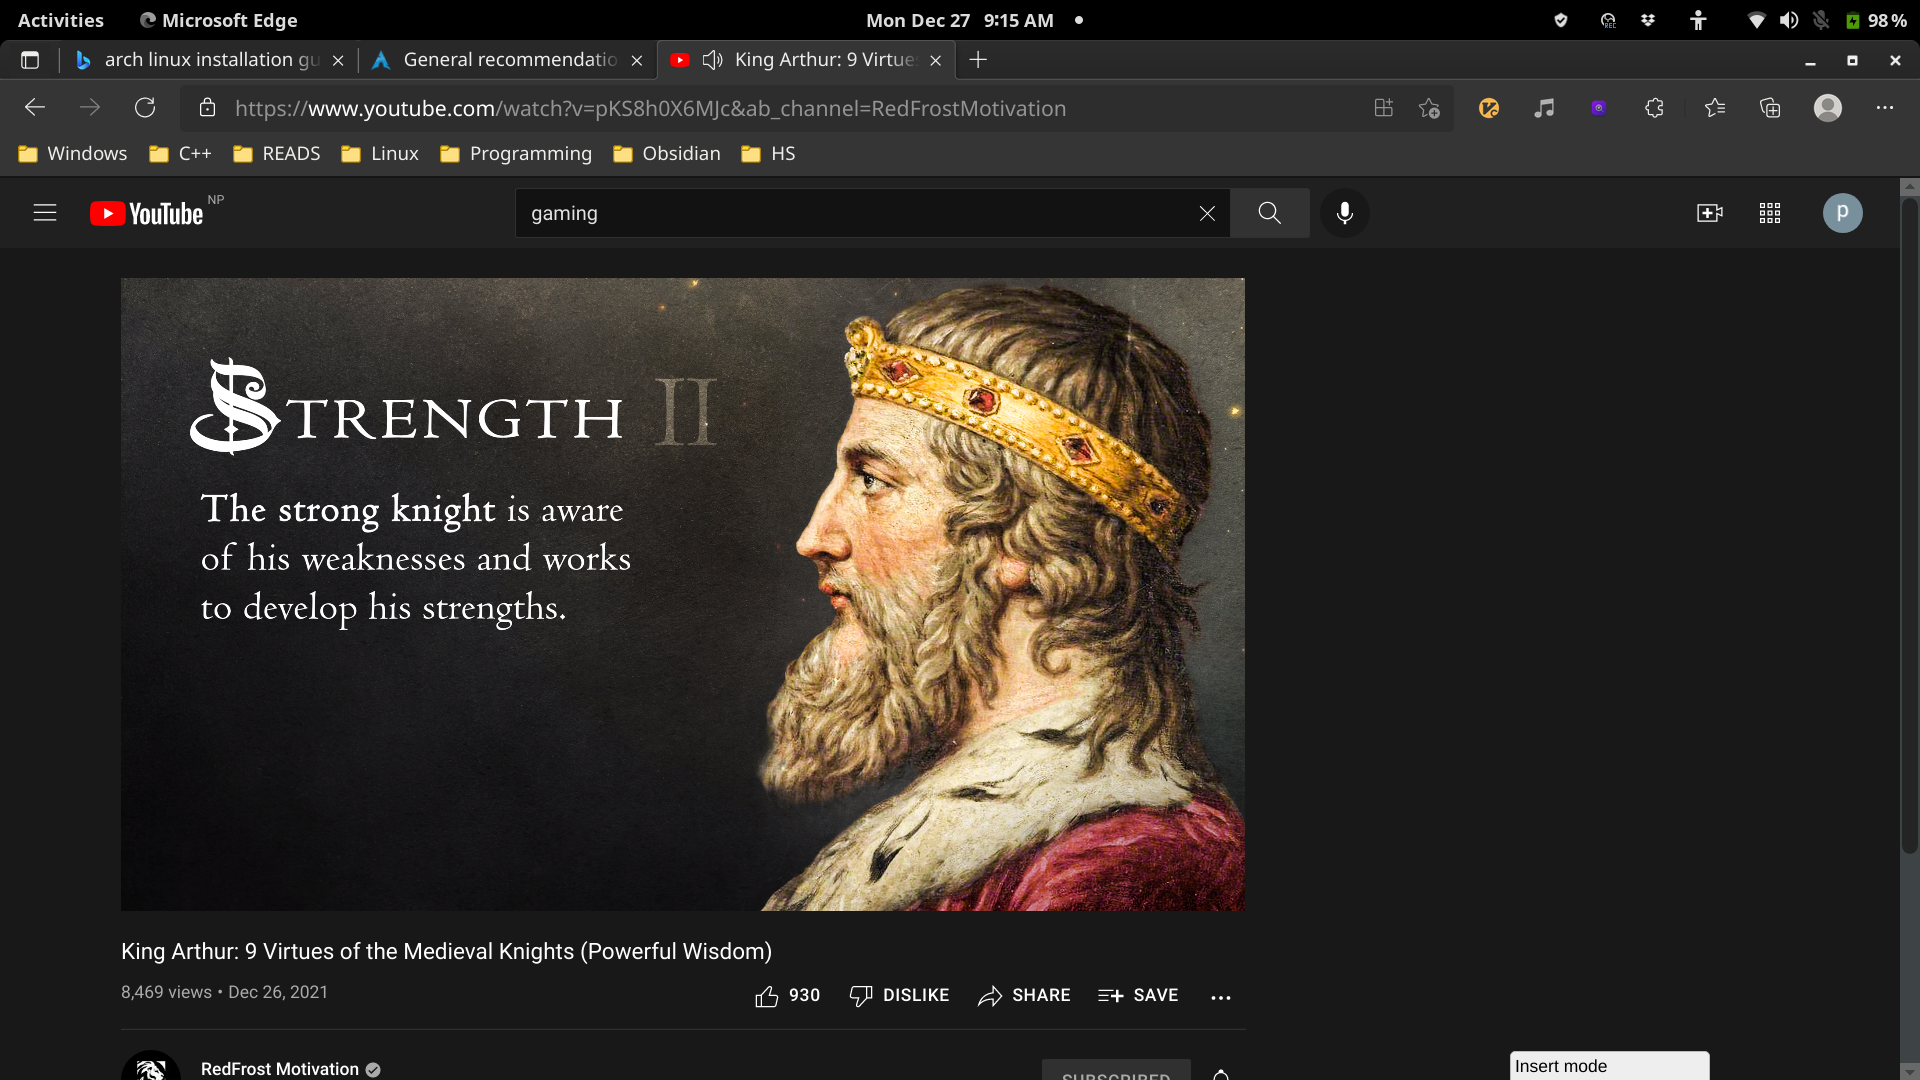 Activities
Microsoft Edge
Mon Dec 27 9:15 AM
98%
arch linux installation gu
General recommendatio
King Arthur: 9 Virtue
https://www.youtube.com/watch?v=pKS8h0X6MJc&ab_channel=RedFrostMotivation
Windows
C++
READS
Linux
Programming
Obsidian
HS
YouTube NP
gaming
p
STRENGTH II
The strong knight is aware
of his weaknesses and works
to develop his strengths.
King Arthur: 9 Virtues of the Medieval Knights (Powerful Wisdom)
8,469 views • Dec 26, 2021
930
DISLIKE
SHARE
SAVE
RedFrost Motivation
SUBSCRIBED
Insert mode